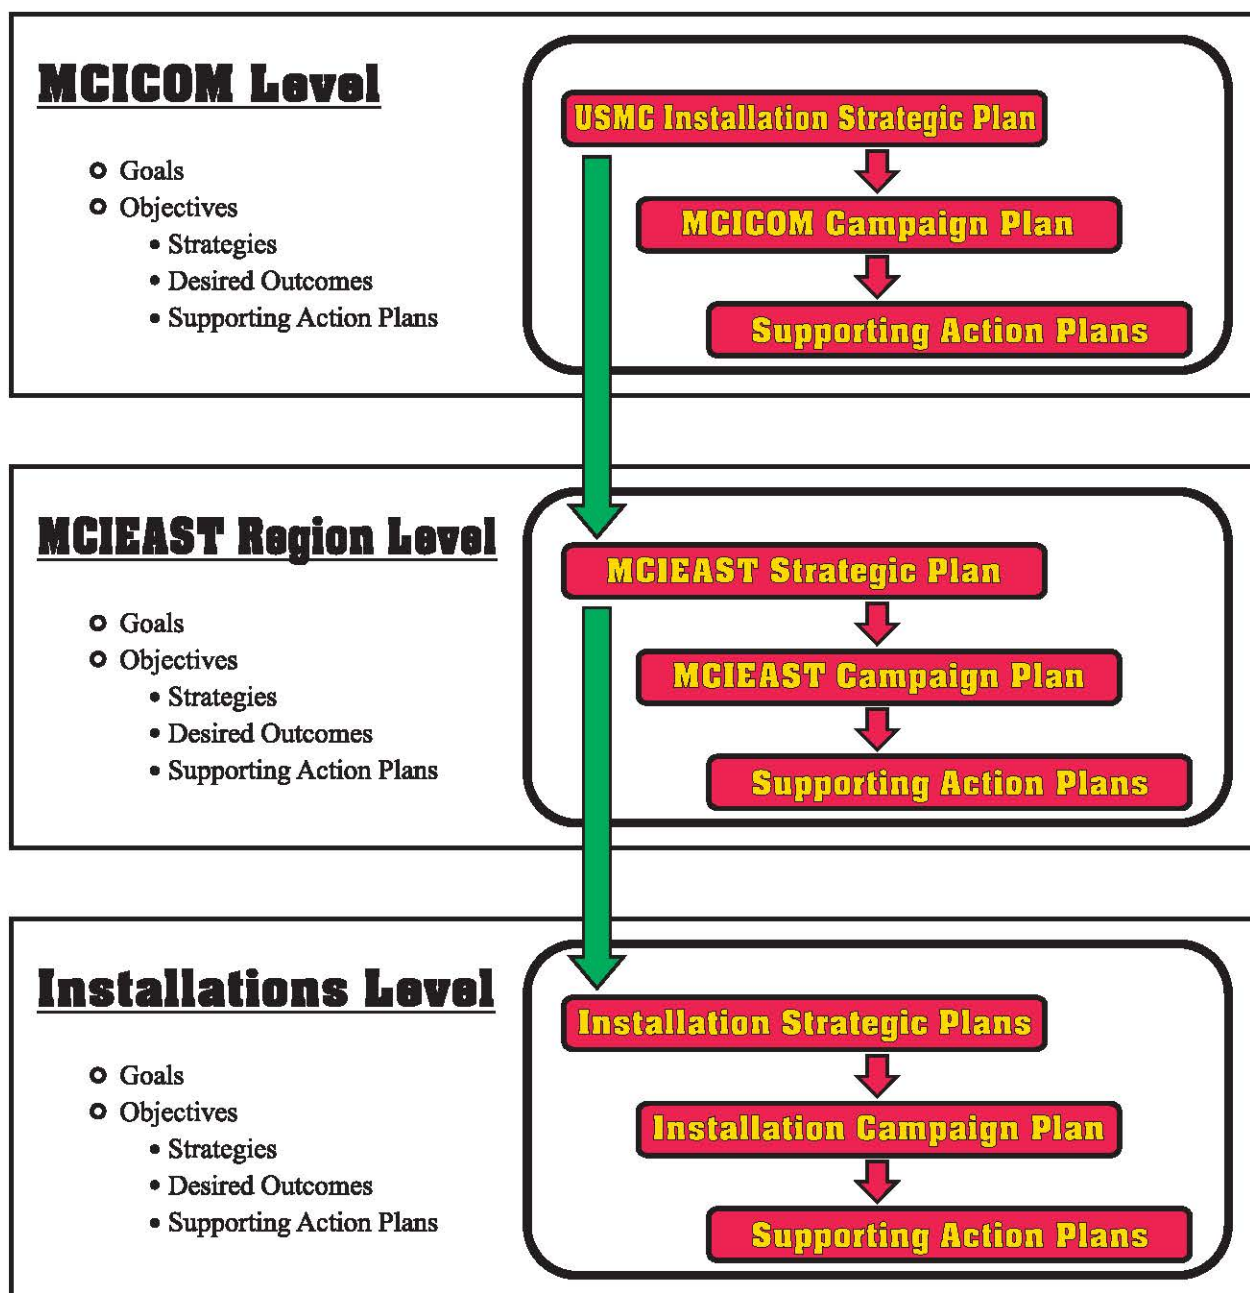 MCICOM Level
Goals
Objectives
• Strategies
• Desired Outcomes
• Supporting Action Plans
USMC Installation Strategic Plan
MCICOM Campaign Plan
Supporting Action Plans
MCIEAST Region Level
Goals
Objectives
• Strategies
• Desired Outcomes
• Supporting Action Plans
MCIEAST Strategic Plan
MCIEAST Campaign Plan
Supporting Action Plans
Installations Level
Goals
Objectives
• Strategies
• Desired Outcomes
• Supporting Action Plans
Installation Strategic Plans
Installation Campaign Plan
Supporting Action Plans